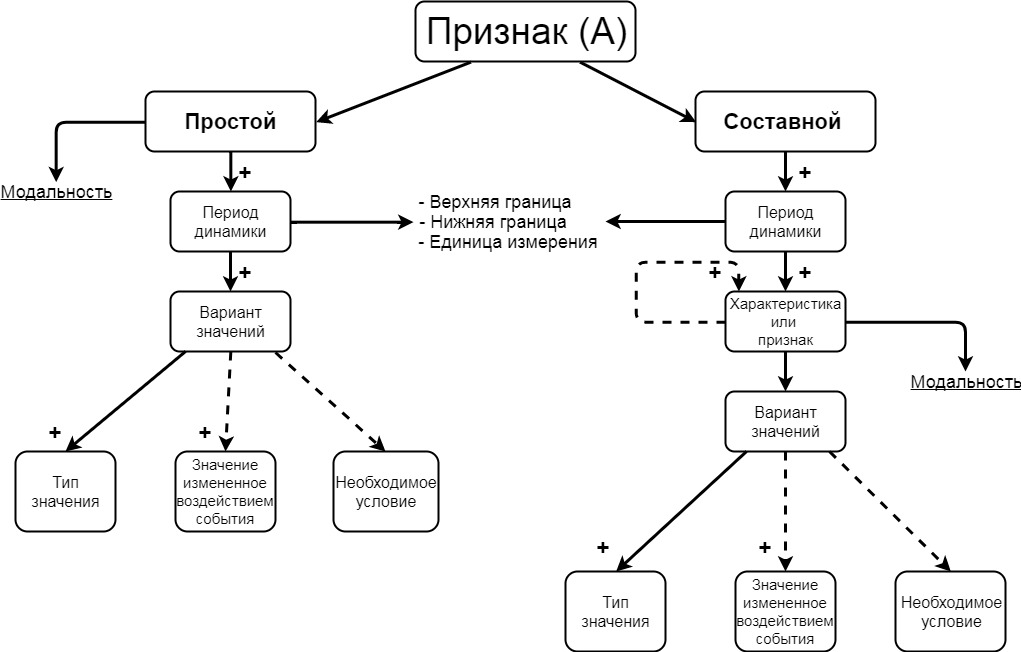 Признак (А)
Простой
Составной
Модальность
+
+
Период
динамики
- Верхняя граница
- Нижняя граница
- Единица измерения
Период
динамики
+
+
+
Вариант
значений
Характеристика
или
признак
Модальность
Вариант
значений
+
+
Тип
значения
Значение
измененное
воздействием
события
Необходимое
условие
+
+
Тип
значения
Значение
измененное
воздействием
события
Необходимое
условие